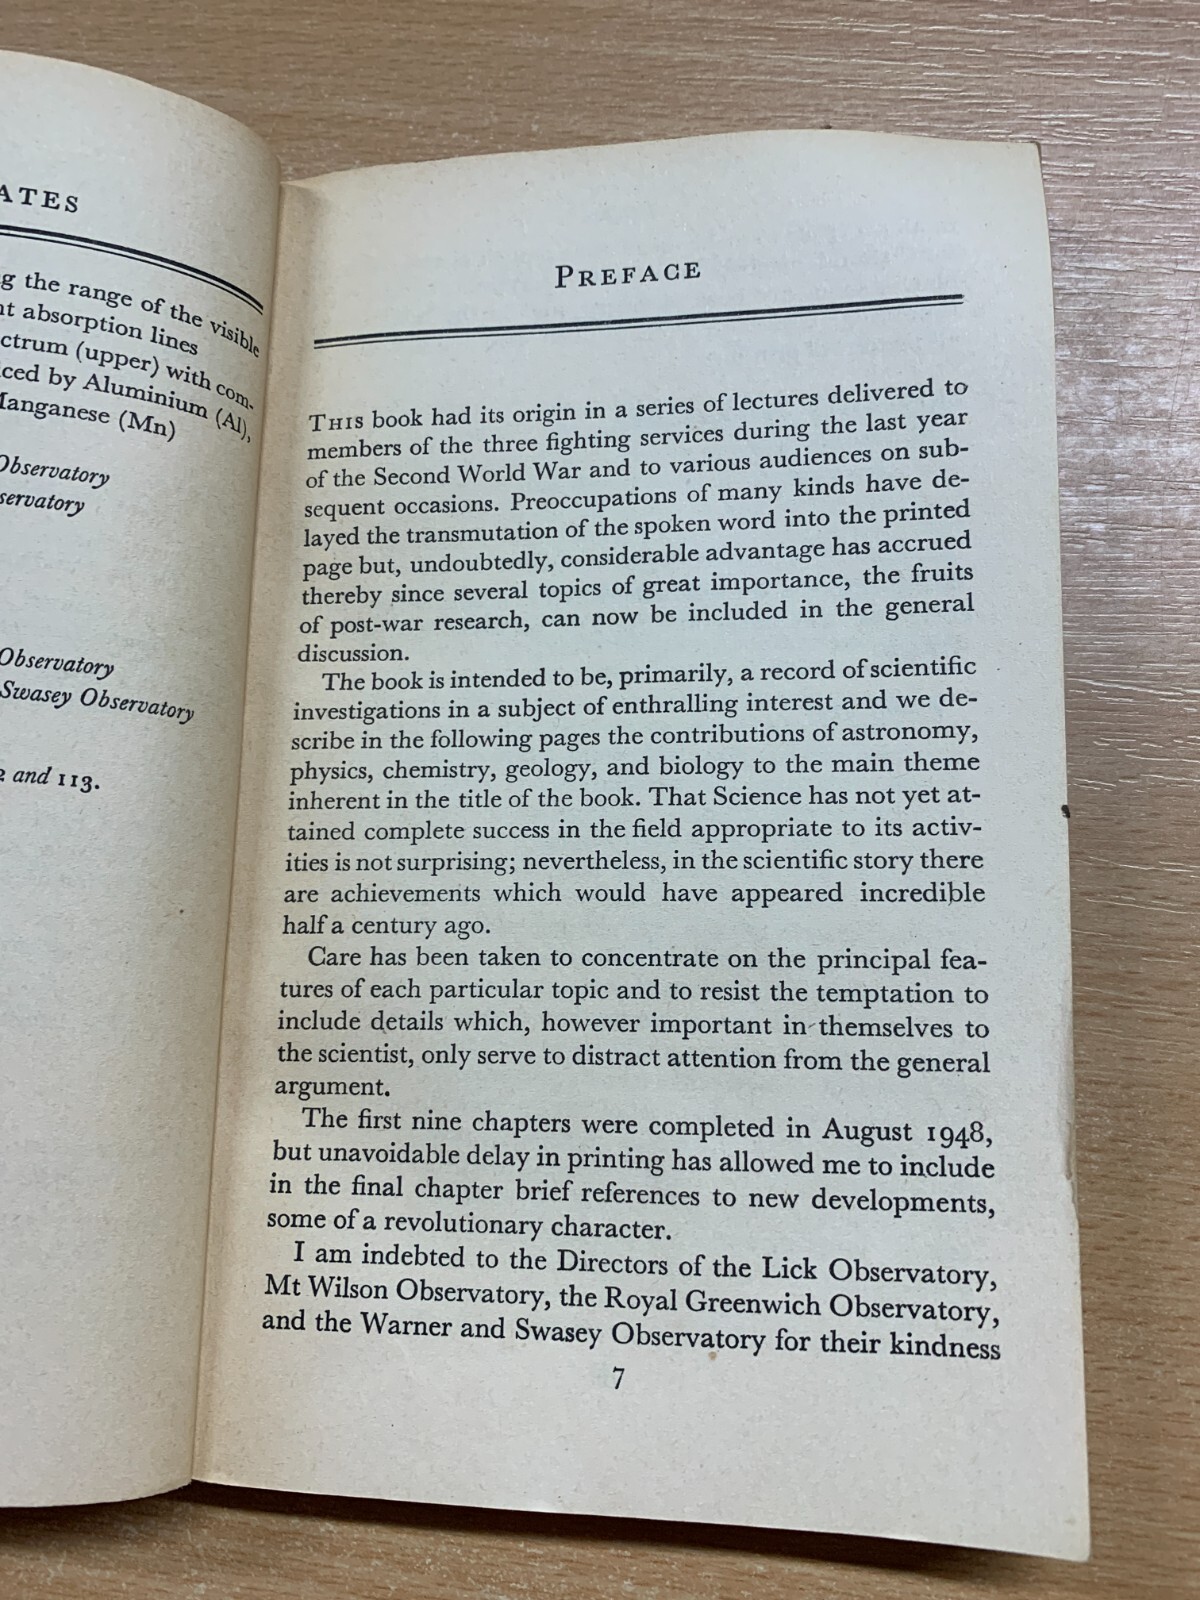 ATES
the range of the visible
absorption lines
(upper) with com-
by Aluminium (Al),
Manganese (Mn)
Observatory
Observatory
Swasey Observatory
and 113.
PREFACE
THIS book had its origin in a series of lectures delivered to
members of the three fighting services during the last year
of the Second World War and to various audiences on sub-
sequent occasions. Preoccupations of many kinds have de-
layed the transmutation of the spoken word into the printed
page but, undoubtedly, considerable advantage has accrued
thereby since several topics of great importance, the fruits
of post-war research, can now be included in the general
discussion.
The book is intended to be, primarily, a record of scientific
investigations in a subject of enthralling interest and we de-
scribe in the following pages the contributions of astronomy,
physics, chemistry, geology, and biology to the main theme
inherent in the title of the book. That Science has not yet at-
tained complete success in the field appropriate to its activ-
ities is not surprising; nevertheless, in the scientific story there
are achievements which would have appeared incredible
half a century ago.
Care has been taken to concentrate on the principal fea-
tures of each particular topic and to resist the temptation to
include details which, however important in themselves to
the scientist, only serve to distract attention from the general
argument.
The first nine chapters were completed in August 1948,
but unavoidable delay in printing has allowed me to include
in the final chapter brief references to new developments,
some of a revolutionary character.
I am indebted to the Directors of the Lick Observatory,
Mt Wilson Observatory, the Royal Greenwich Observatory,
and the Warner and Swasey Observatory for their kindness
7